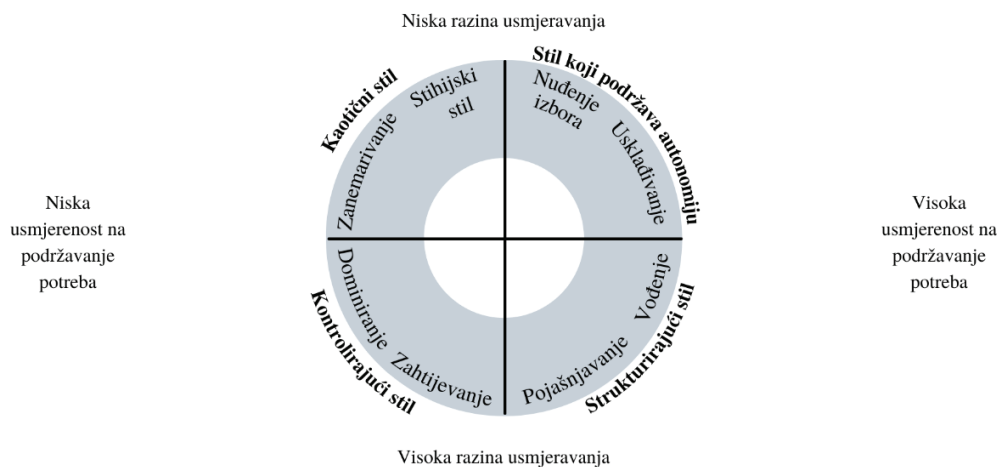 Niska razina usmjeravanja
Kaotični stil
Stihijski
stil
Zanemarivanje
Stil koji podržava autonomiju
Nuđenje
izbora
Usklađivanje
Niska
usmjerenost na
podržavanje
potreba
Visoka
usmjerenost na
podržavanje
potreba
Dominiranje
Zahtijevanje
Kontrolirajući stil
Vođenje
Pojašnjavanje
Strukturirajući stil
Visoka razina usmjeravanja